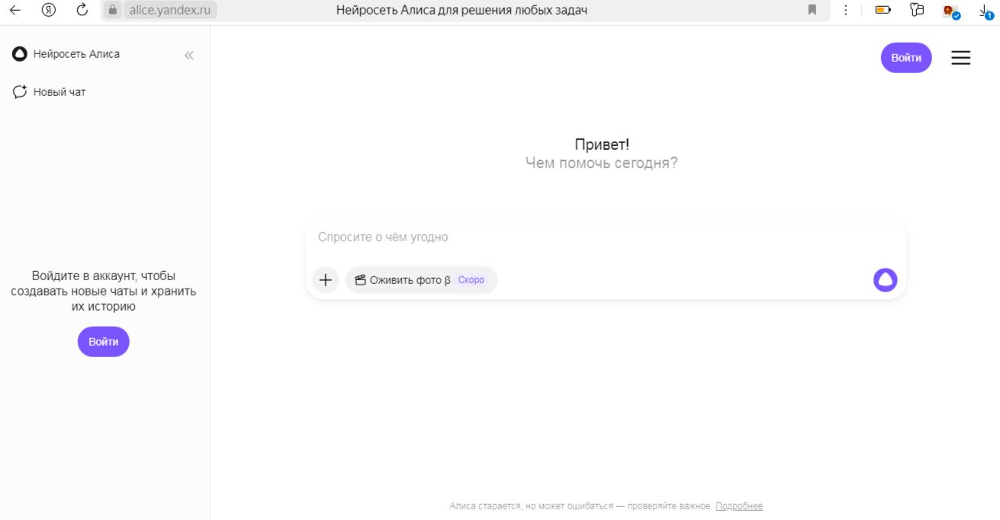 Я
alice.yandex.ru
Нейросеть Алиса для решения любых задач
1
Нейросеть Алиса
Войти
Новый чат
Привет!
Чем помочь сегодня?
Спросите о чём угодно
Оживить фото β Скоро
Войдите в аккаунт, чтобы
создавать новые чаты и хранить
их историю
Войти
Алиса старается, но может ошибаться — проверяйте важное. Подробнее